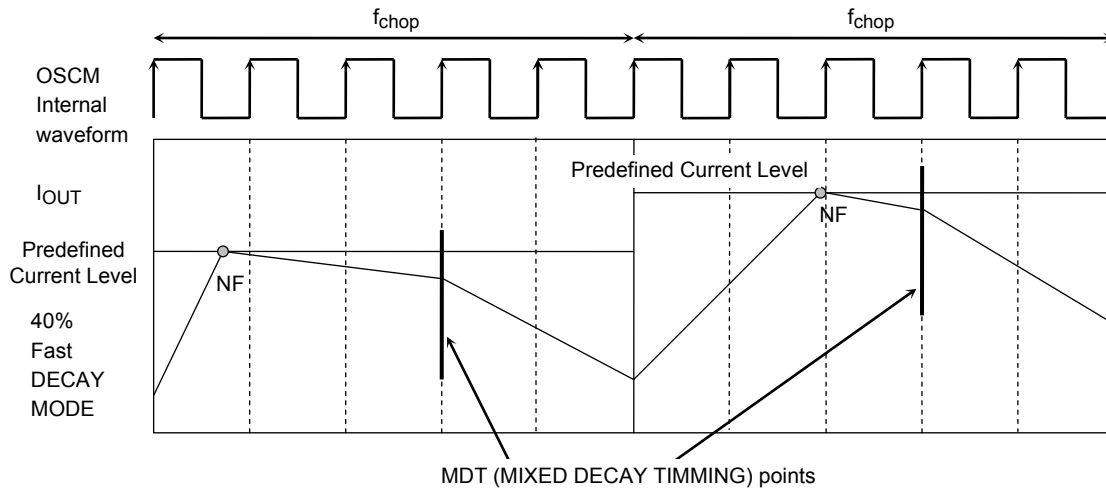 fchop
fchop
OSCM
Internal
waveform
Predefined Current Level
IOUT
NF
Predefined
Current Level
NF
40%
Fast
DECAY
MODE
MDT (MIXED DECAY TIMMING) points